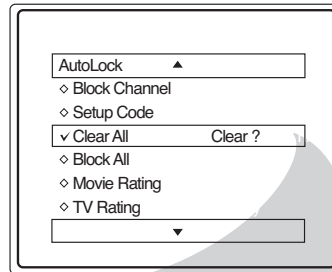 AutoLock
Block Channel
Setup Code
Clear All Clear ?
Block All
Movie Rating
TV Rating